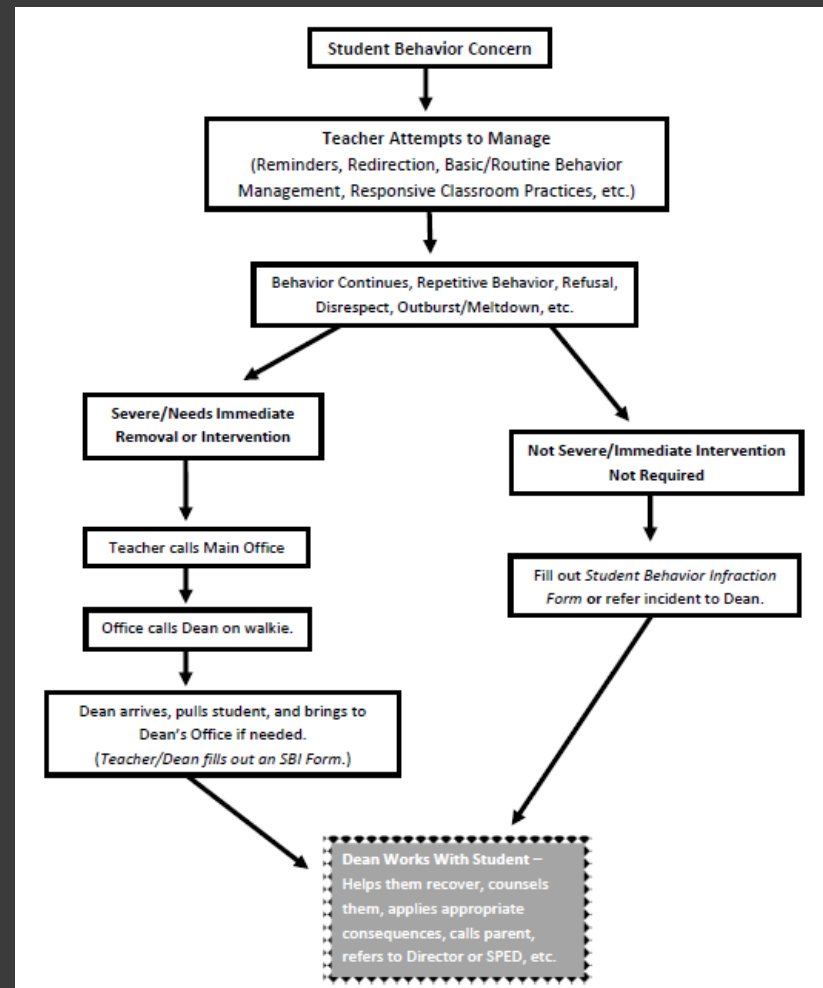 Student Behavior Concern
Teacher Attempts to Manage
(Reminders, Redirection, Basic/Routine Behavior
Management, Responsive Classroom Practices, etc.)
Behavior Continues, Repetitive Behavior, Refusal,
Disrespect, Outburst/Meltdown, etc.
Severe/Needs Immediate
Removal or Intervention
Teacher calls Main Office
Office calls Dean on walkie.
Dean arrives, pulls student, and brings to
Dean's Office if needed.
(Teacher/Dean fills out an SBI Form.)
Not Severe/Immediate Intervention
Not Required
Fill out Student Behavior Infraction
Form or refer incident to Dean.
Dean Works With Student –
Helps them recover, counsels
them, applies appropriate
consequences, calls parent,
refers to Director or SPED, etc.